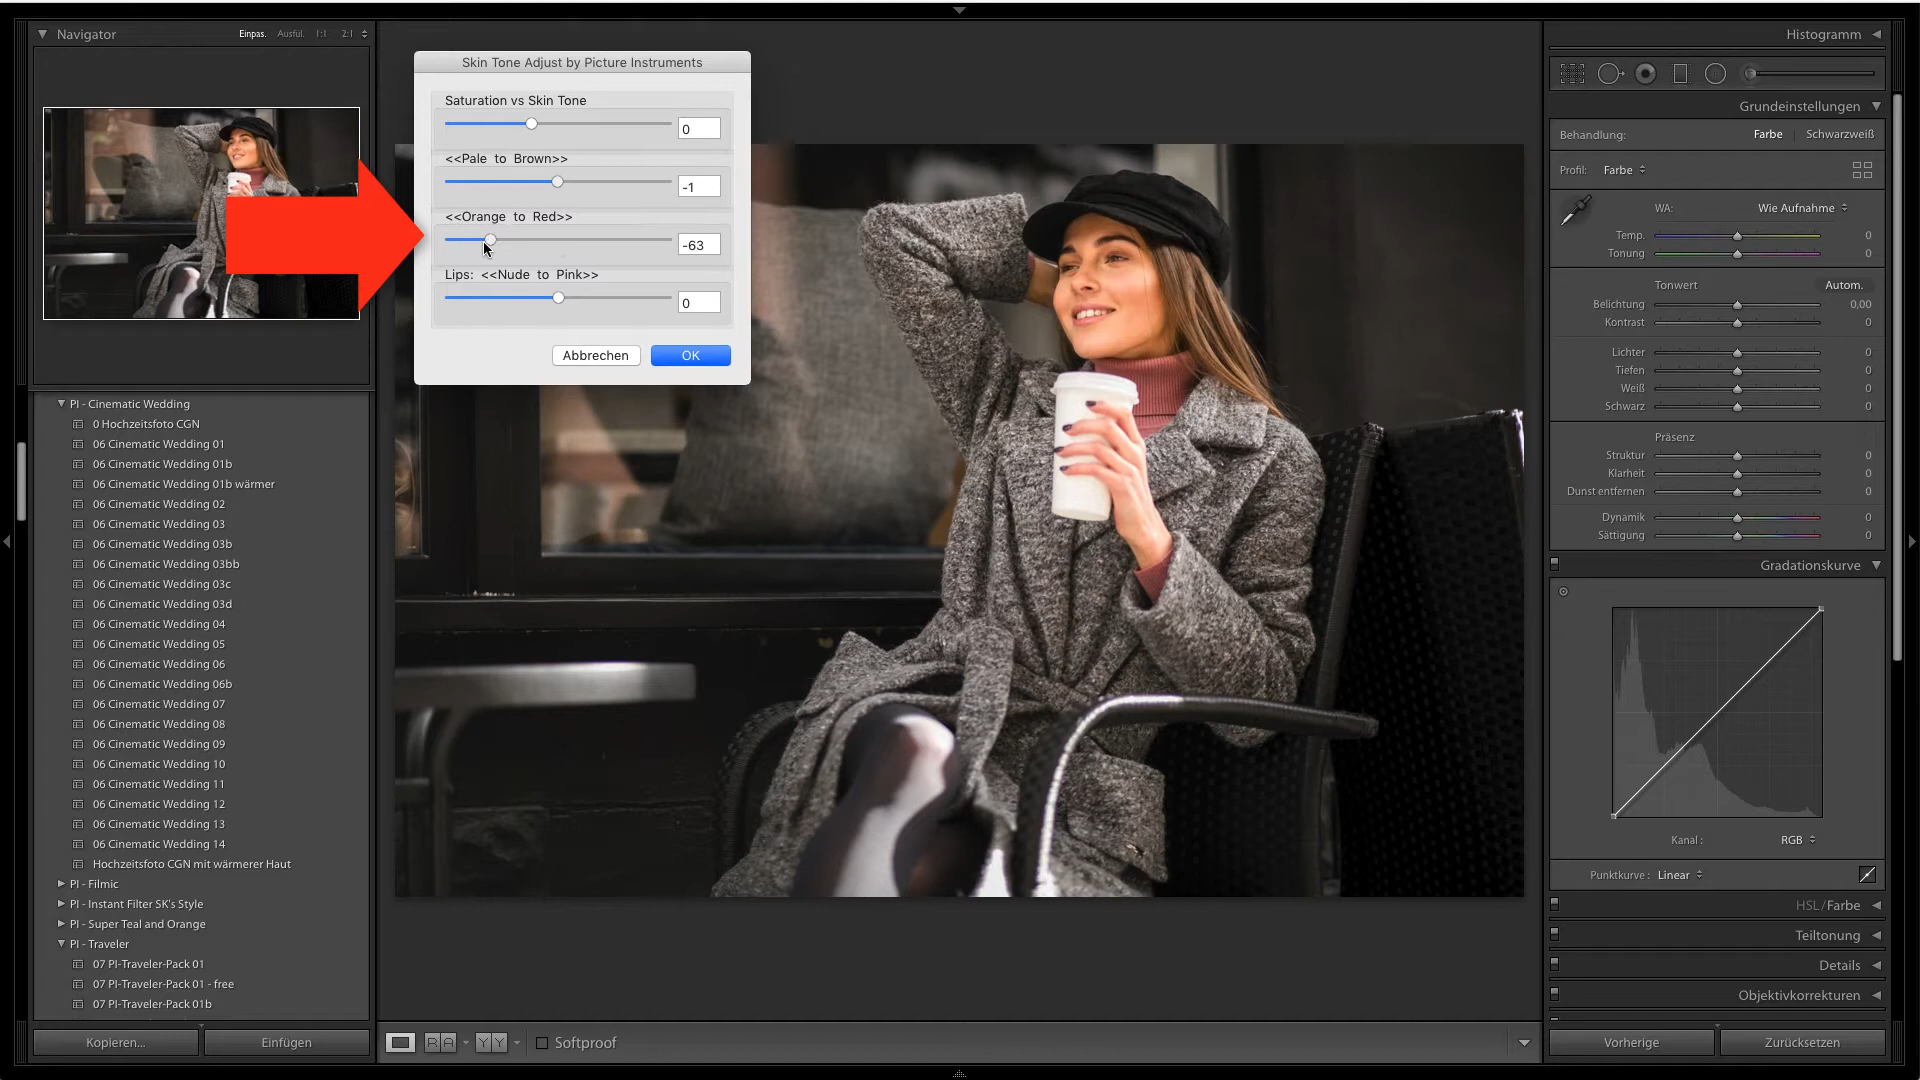 Navigator
Einpas. Ausfül. 1:1 2:1
Skin Tone Adjust by Picture Instruments
Saturation vs Skin Tone
0
<<Pale to Brown>>
-1
<<Orange to Red>>
-63
Lips: <<Nude to Pink>>
0
Abbrechen OK
PI - Cinematic Wedding
0 Hochzeitsfoto CGN
06 Cinematic Wedding 01
06 Cinematic Wedding 01b
06 Cinematic Wedding 01b wärmer
06 Cinematic Wedding 02
06 Cinematic Wedding 03
06 Cinematic Wedding 03b
06 Cinematic Wedding 03bb
06 Cinematic Wedding 03c
06 Cinematic Wedding 03d
06 Cinematic Wedding 04
06 Cinematic Wedding 05
06 Cinematic Wedding 06
06 Cinematic Wedding 06b
06 Cinematic Wedding 07
06 Cinematic Wedding 08
06 Cinematic Wedding 09
06 Cinematic Wedding 10
06 Cinematic Wedding 11
06 Cinematic Wedding 12
06 Cinematic Wedding 13
06 Cinematic Wedding 14
Hochzeitsfoto CGN mit wärmerer Haut
PI - Filmic
PI - Instant Filter SK's Style
PI - Super Teal and Orange
PI - Traveler
07 PI-Traveler-Pack 01
07 PI-Traveler-Pack 01 - free
07 PI-Traveler-Pack 01b
Kopieren... Einfügen
R A Y Y Softproof
Histogramm
Grundeinstellungen
Behandlung: Farbe Schwarzweiß
Profil: Farbe
WA: Wie Aufnahme
Temp. 0
Tonung 0
Tonwert Autom.
Belichtung 0,00
Kontrast 0
Lichter 0
Tiefen 0
Weiß 0
Schwarz 0
Präsenz
Struktur 0
Klarheit 0
Dunst entfernen 0
Dynamik 0
Sättigung 0
Gradationskurve
Kanal : RGB
Punktkurve : Linear
HSL / Farbe
Teiltonung
Details
Objektivkorrekturen
Vorherige Zurücksetzen